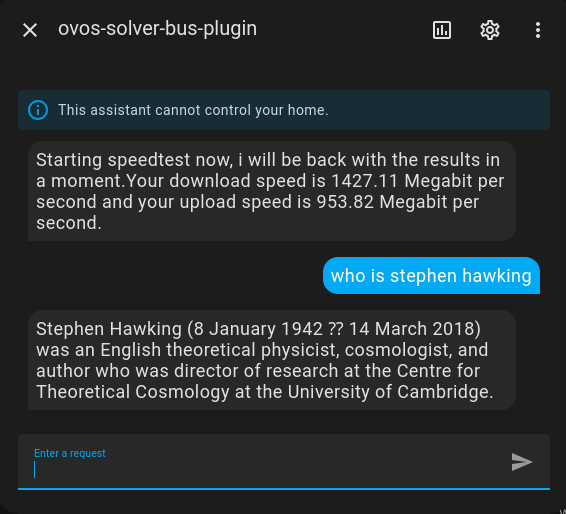 ovos-solver-bus-plugin
This assistant cannot control your home.
Starting speedtest now, i will be back with the results in
a moment.Your download speed is 1427.11 Megabit per
second and your upload speed is 953.82 Megabit per
second.
who is stephen hawking
Stephen Hawking (8 January 1942 ?? 14 March 2018)
was an English theoretical physicist, cosmologist, and
author who was director of research at the Centre for
Theoretical Cosmology at the University of Cambridge.
Enter a request